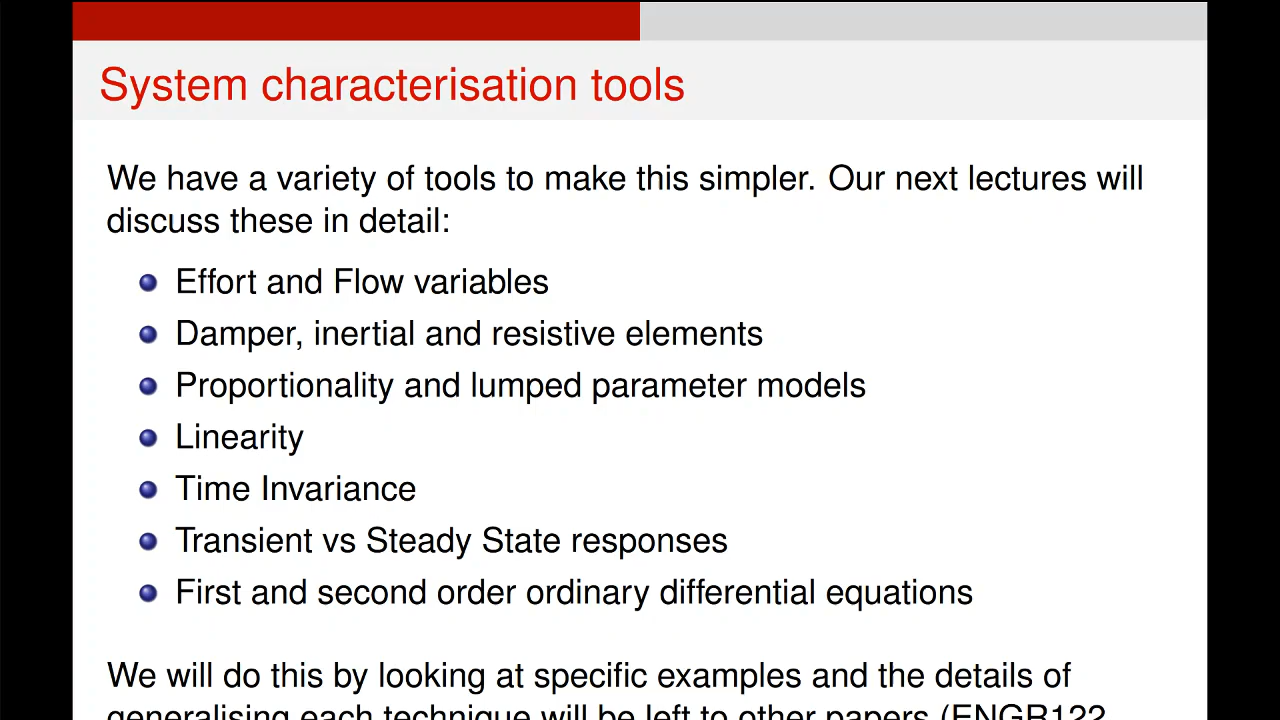 System characterisation tools
We have a variety of tools to make this simpler. Our next lectures will
discuss these in detail:
Effort and Flow variables
Damper, inertial and resistive elements
Proportionality and lumped parameter models
Linearity
Time Invariance
Transient vs Steady State responses
First and second order ordinary differential equations
We will do this by looking at specific examples and the details of
generalising each technique will be left to other papers (ENGR122